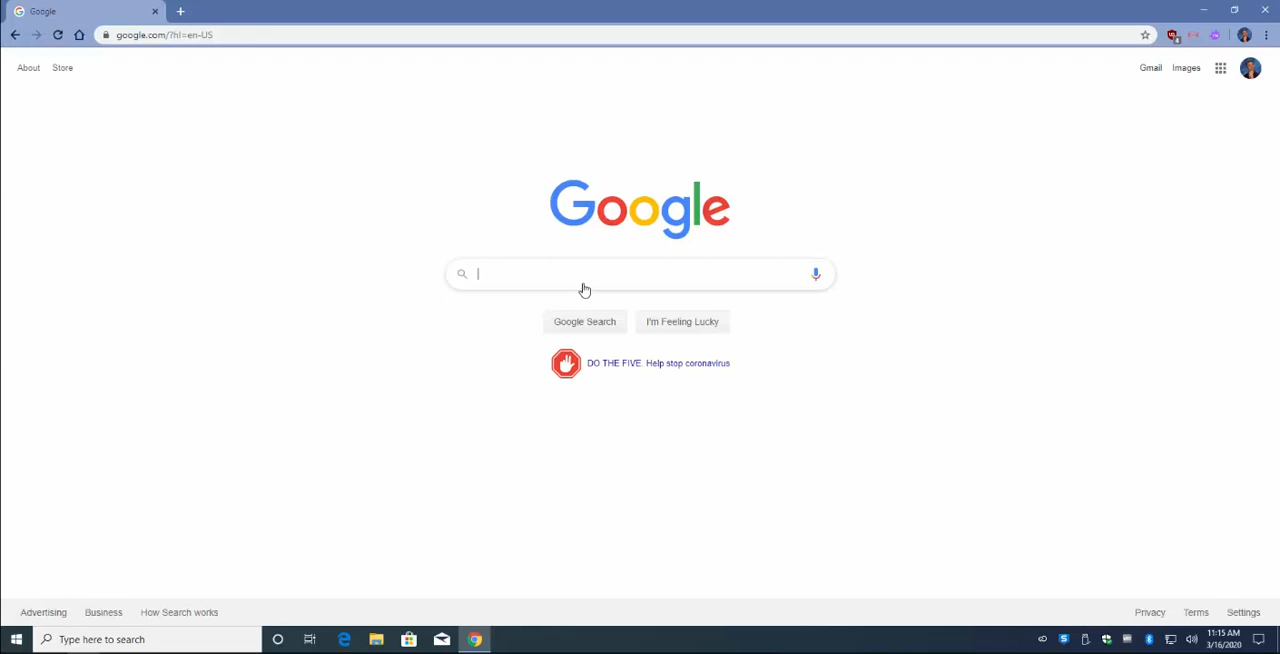 Google
google.com/?hl=en-US
About Store
Gmail Images
Google
Google Search I'm Feeling Lucky
DO THE FIVE. Help stop coronavirus
Advertising Business How Search works
Privacy Terms Settings
Type here to search
11:15 AM
3/16/2020